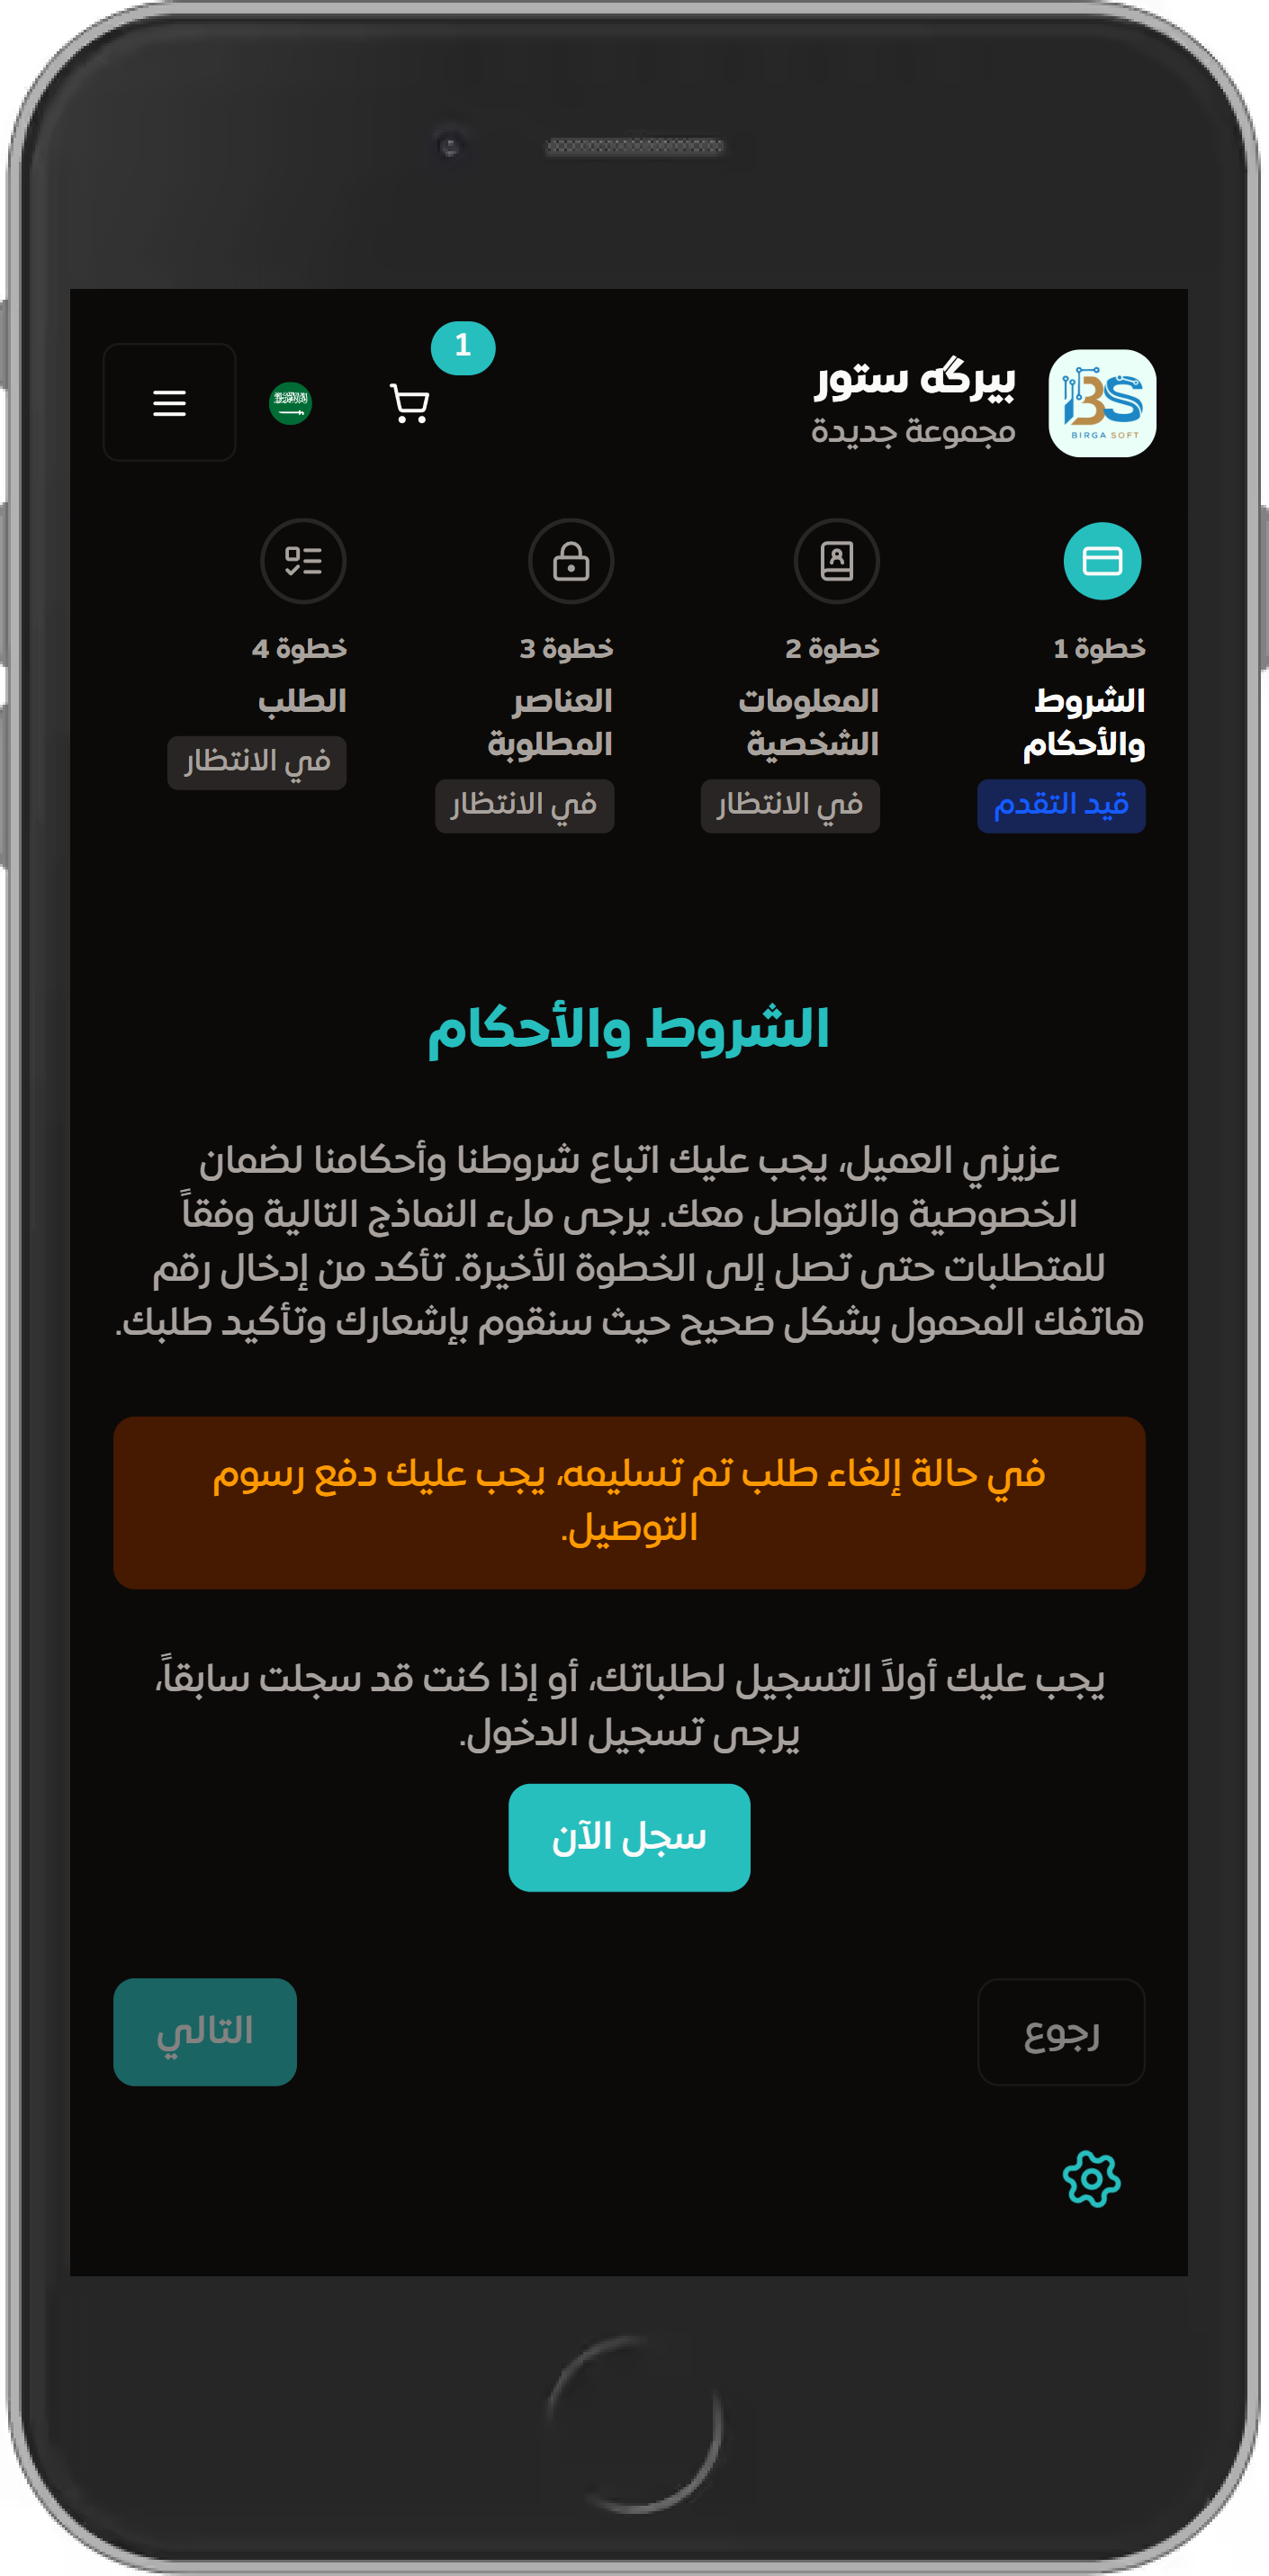 بيرگه ستور
مجموعة جديدة
BS
BIRGA SOFT
1
خطوة 1
الشروط
والأحكام
قيد التقدم
خطوة 2
المعلومات
الشخصية
في الانتظار
خطوة 3
العناصر
المطلوبة
في الانتظار
خطوة 4
الطلب
في الانتظار
الشروط والأحكام
عزيزي العميل، يجب عليك اتباع شروطنا وأحكامنا لضمان
الخصوصية والتواصل معك. يرجى ملء النماذج التالية وفقاً
للمتطلبات حتى تصل إلى الخطوة الأخيرة. تأكد من إدخال رقم
هاتفك المحمول بشكل صحيح حيث سنقوم بإشعارك وتأكيد طلبك.
في حالة إلغاء طلب تم تسليمه، يجب عليك دفع رسوم
التوصيل.
يجب عليك أولاً التسجيل لطلباتك، أو إذا كنت قد سجلت سابقاً،
يرجى تسجيل الدخول.
سجل الآن
رجوع
التالي